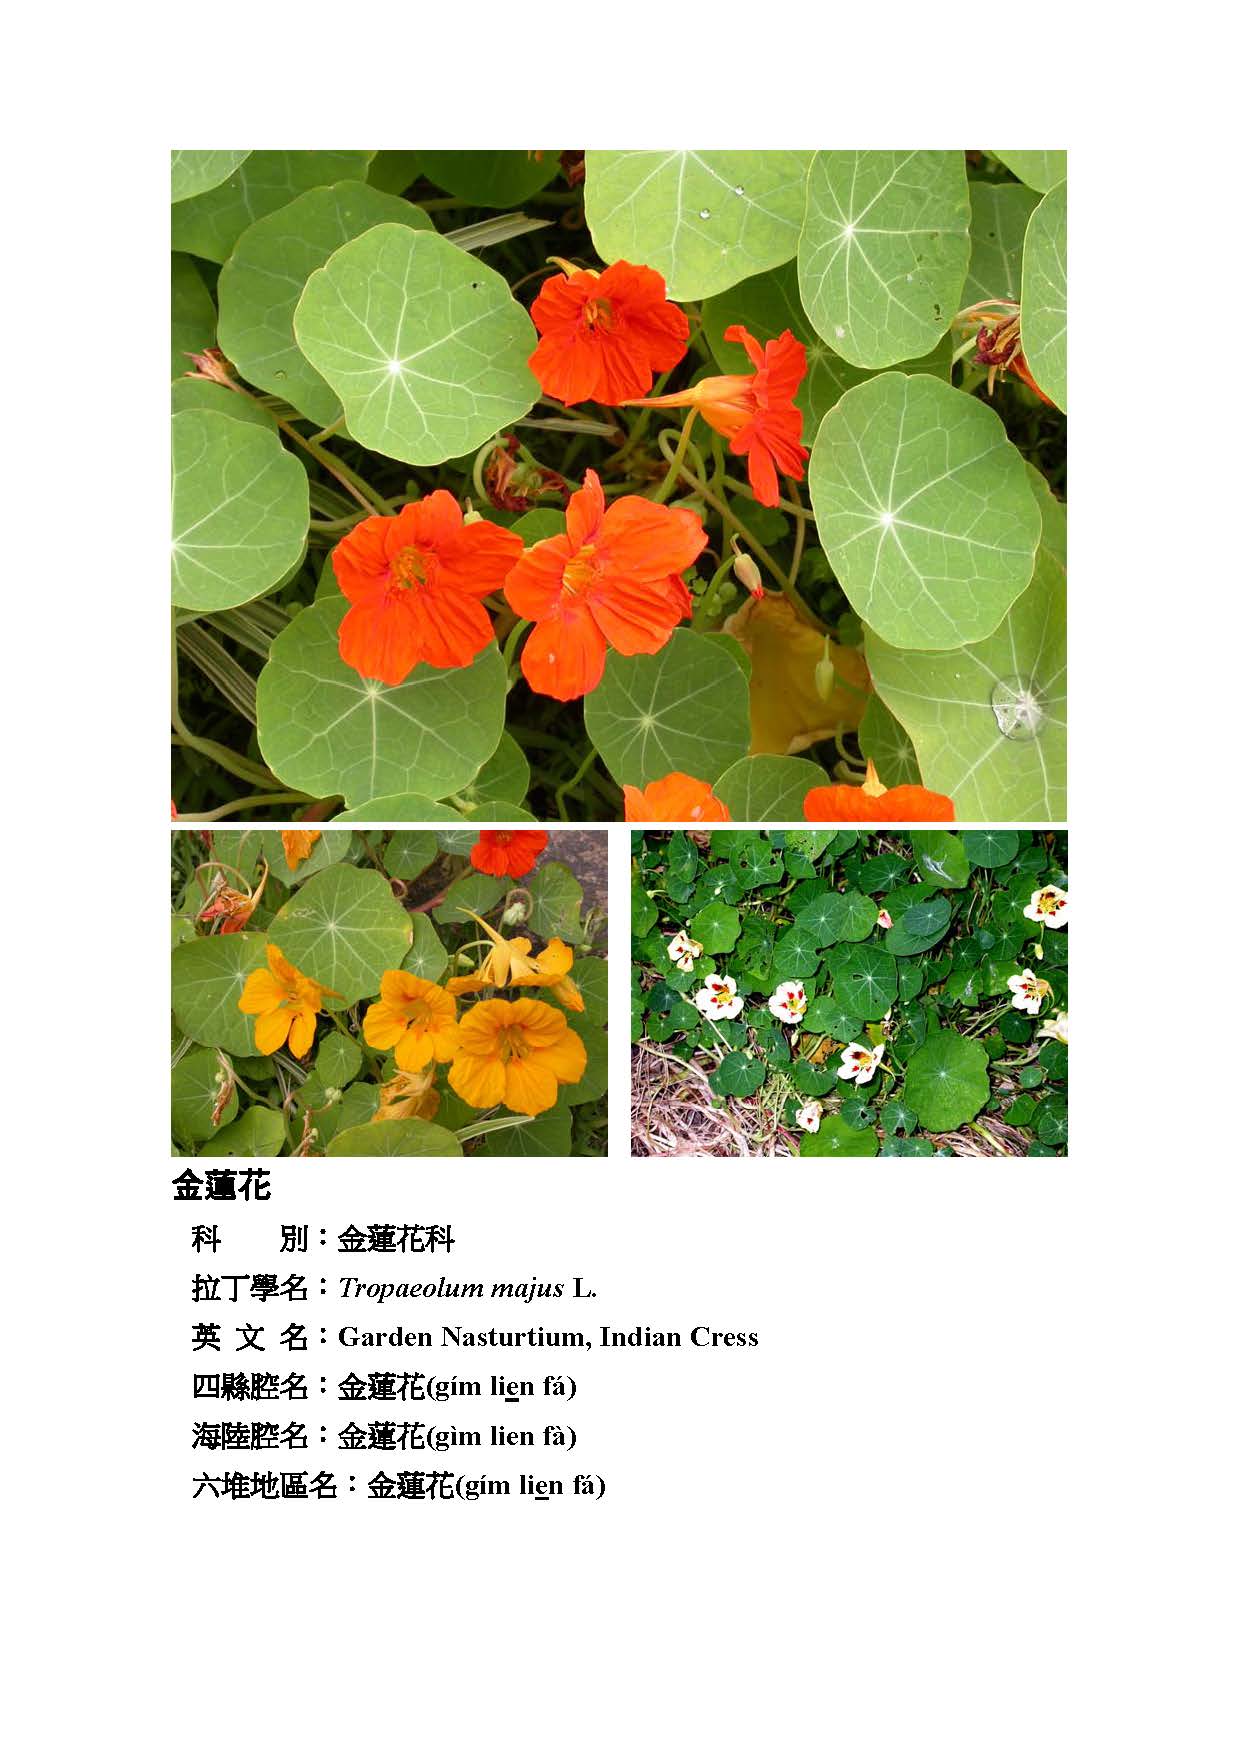 金蓮花
科　　別：金蓮花科
拉丁學名：Tropaeolum majus L.
英 文 名：Garden Nasturtium, Indian Cress
四縣腔名：金蓮花(gím lie̲n fá)
海陸腔名：金蓮花(gìm lien fà)
六堆地區名：金蓮花(gím lie̲n fá)